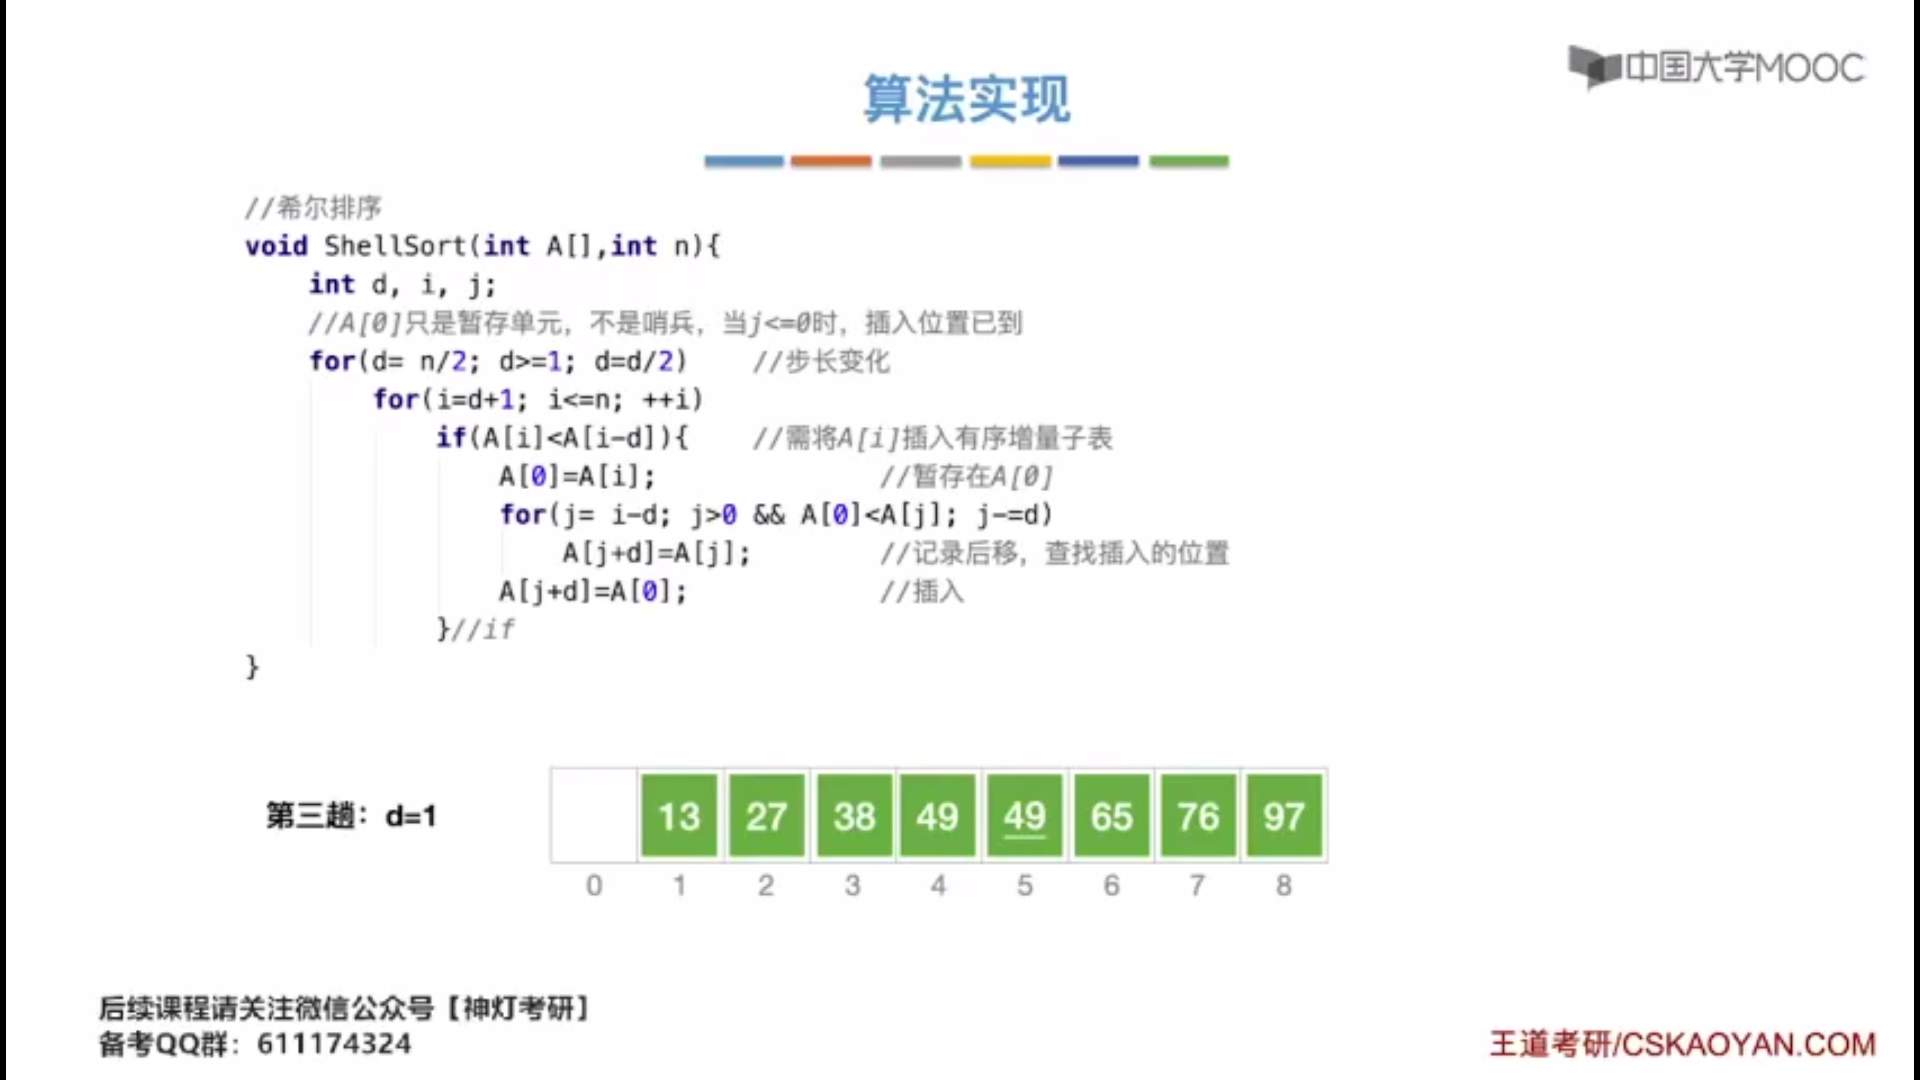 中国大学MOOC
算法实现
//希尔排序
void ShellSort(int A[],int n){
int d, i, j;
//A[0]只是暂存单元，不是哨兵，当j<=0时，插入位置已到
for(d= n/2; d>=1; d=d/2) //步长变化
for(i=d+1; i<=n; ++i)
if(A[i]<A[i-d]){ //需将A[i]插入有序增量子表
A[0]=A[i]; //暂存在A[0]
for(j= i-d; j>0 && A[0]<A[j]; j-=d)
A[j+d]=A[j]; //记录后移，查找插入的位置
A[j+d]=A[0]; //插入
}//if
}
第三趟：d=1 13 27 38 49 49 65 76 97
0 1 2 3 4 5 6 7 8
后续课程请关注微信公众号【神灯考研】
备考QQ群：611174324
王道考研/CSKAOYAN.COM